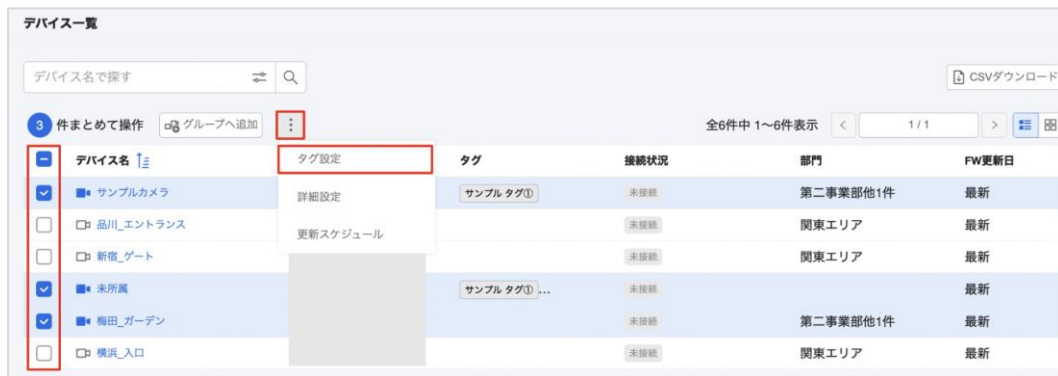 デバイス一覧
デバイス名で探す
CSVダウンロード
3 件まとめて操作 グループへ追加 全6件中 1〜6件表示 1 / 1
デバイス名 タグ設定 タグ 接続状況 部門 FW更新日
サンプルカメラ 詳細設定 サンプル タグ① 未接続 第二事業部他1件 最新
品川_エントランス 更新スケジュール 未接続 関東エリア 最新
新宿_ゲート 未接続 関東エリア 最新
未所属 サンプル タグ① ... 未接続 最新
梅田_ガーデン 未接続 第二事業部他1件 最新
横浜_入口 未接続 関東エリア 最新